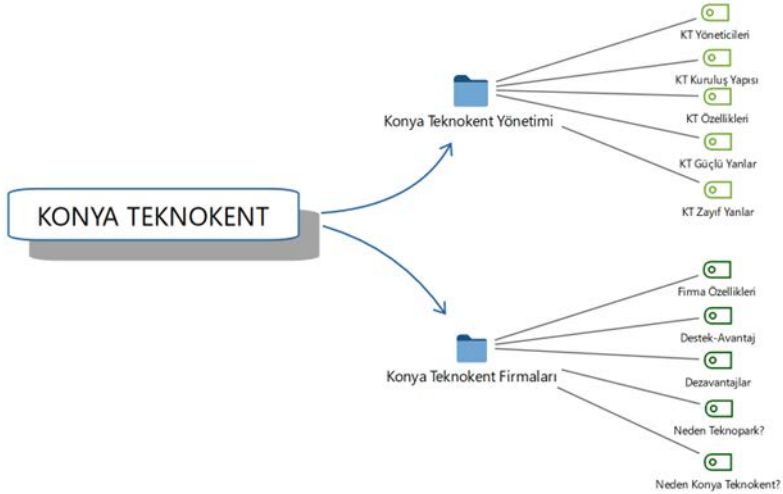 KONYA TEKNOKENT
Konya Teknokent Yönetimi
KT Yöneticileri
KT Kuruluş Yapısı
KT Özellikleri
KT Güçlü Yanlar
KT Zayıf Yanlar
Konya Teknokent Firmaları
Firma Özellikleri
Destek-Avantaj
Dezavantajlar
Neden Teknopark?
Neden Konya Teknokent?